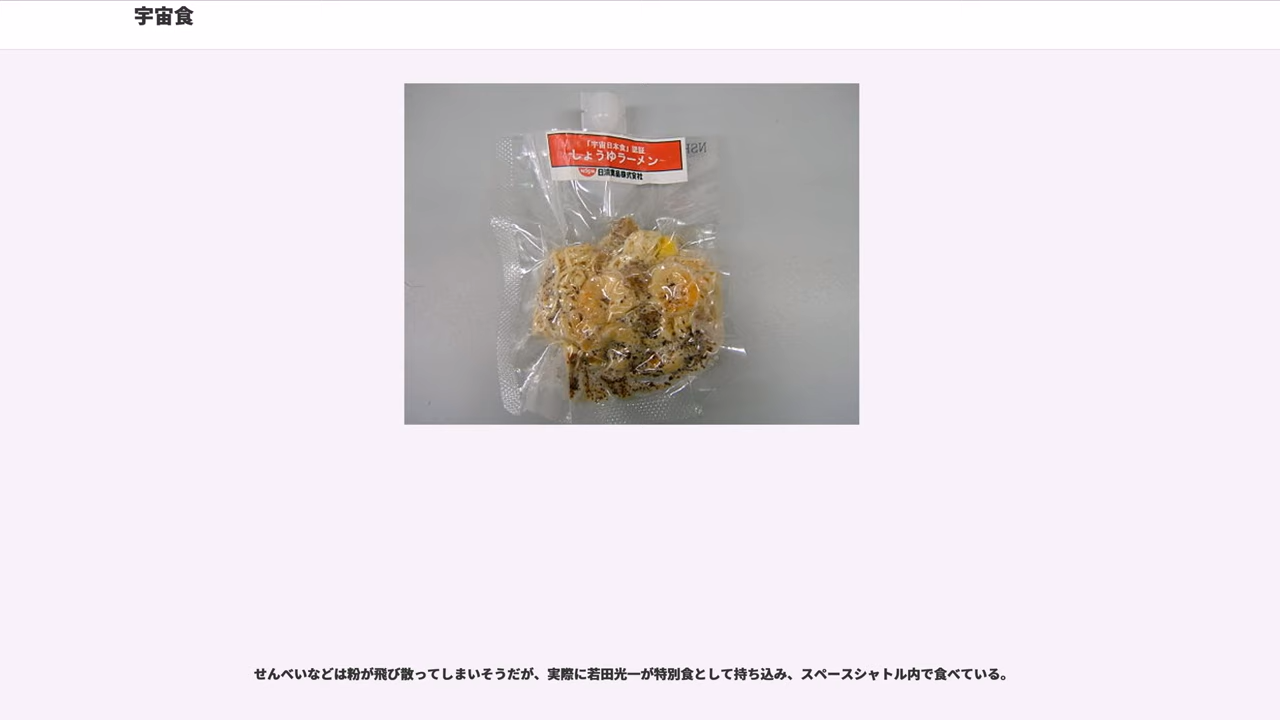 宇宙食
「宇宙日本食」認証
しょうゆラーメン
日清食品株式会社
せんべいなどは粉が飛び散ってしまいそうだが、実際に若田光一が特別食として持ち込み、スペースシャトル内で食べている。